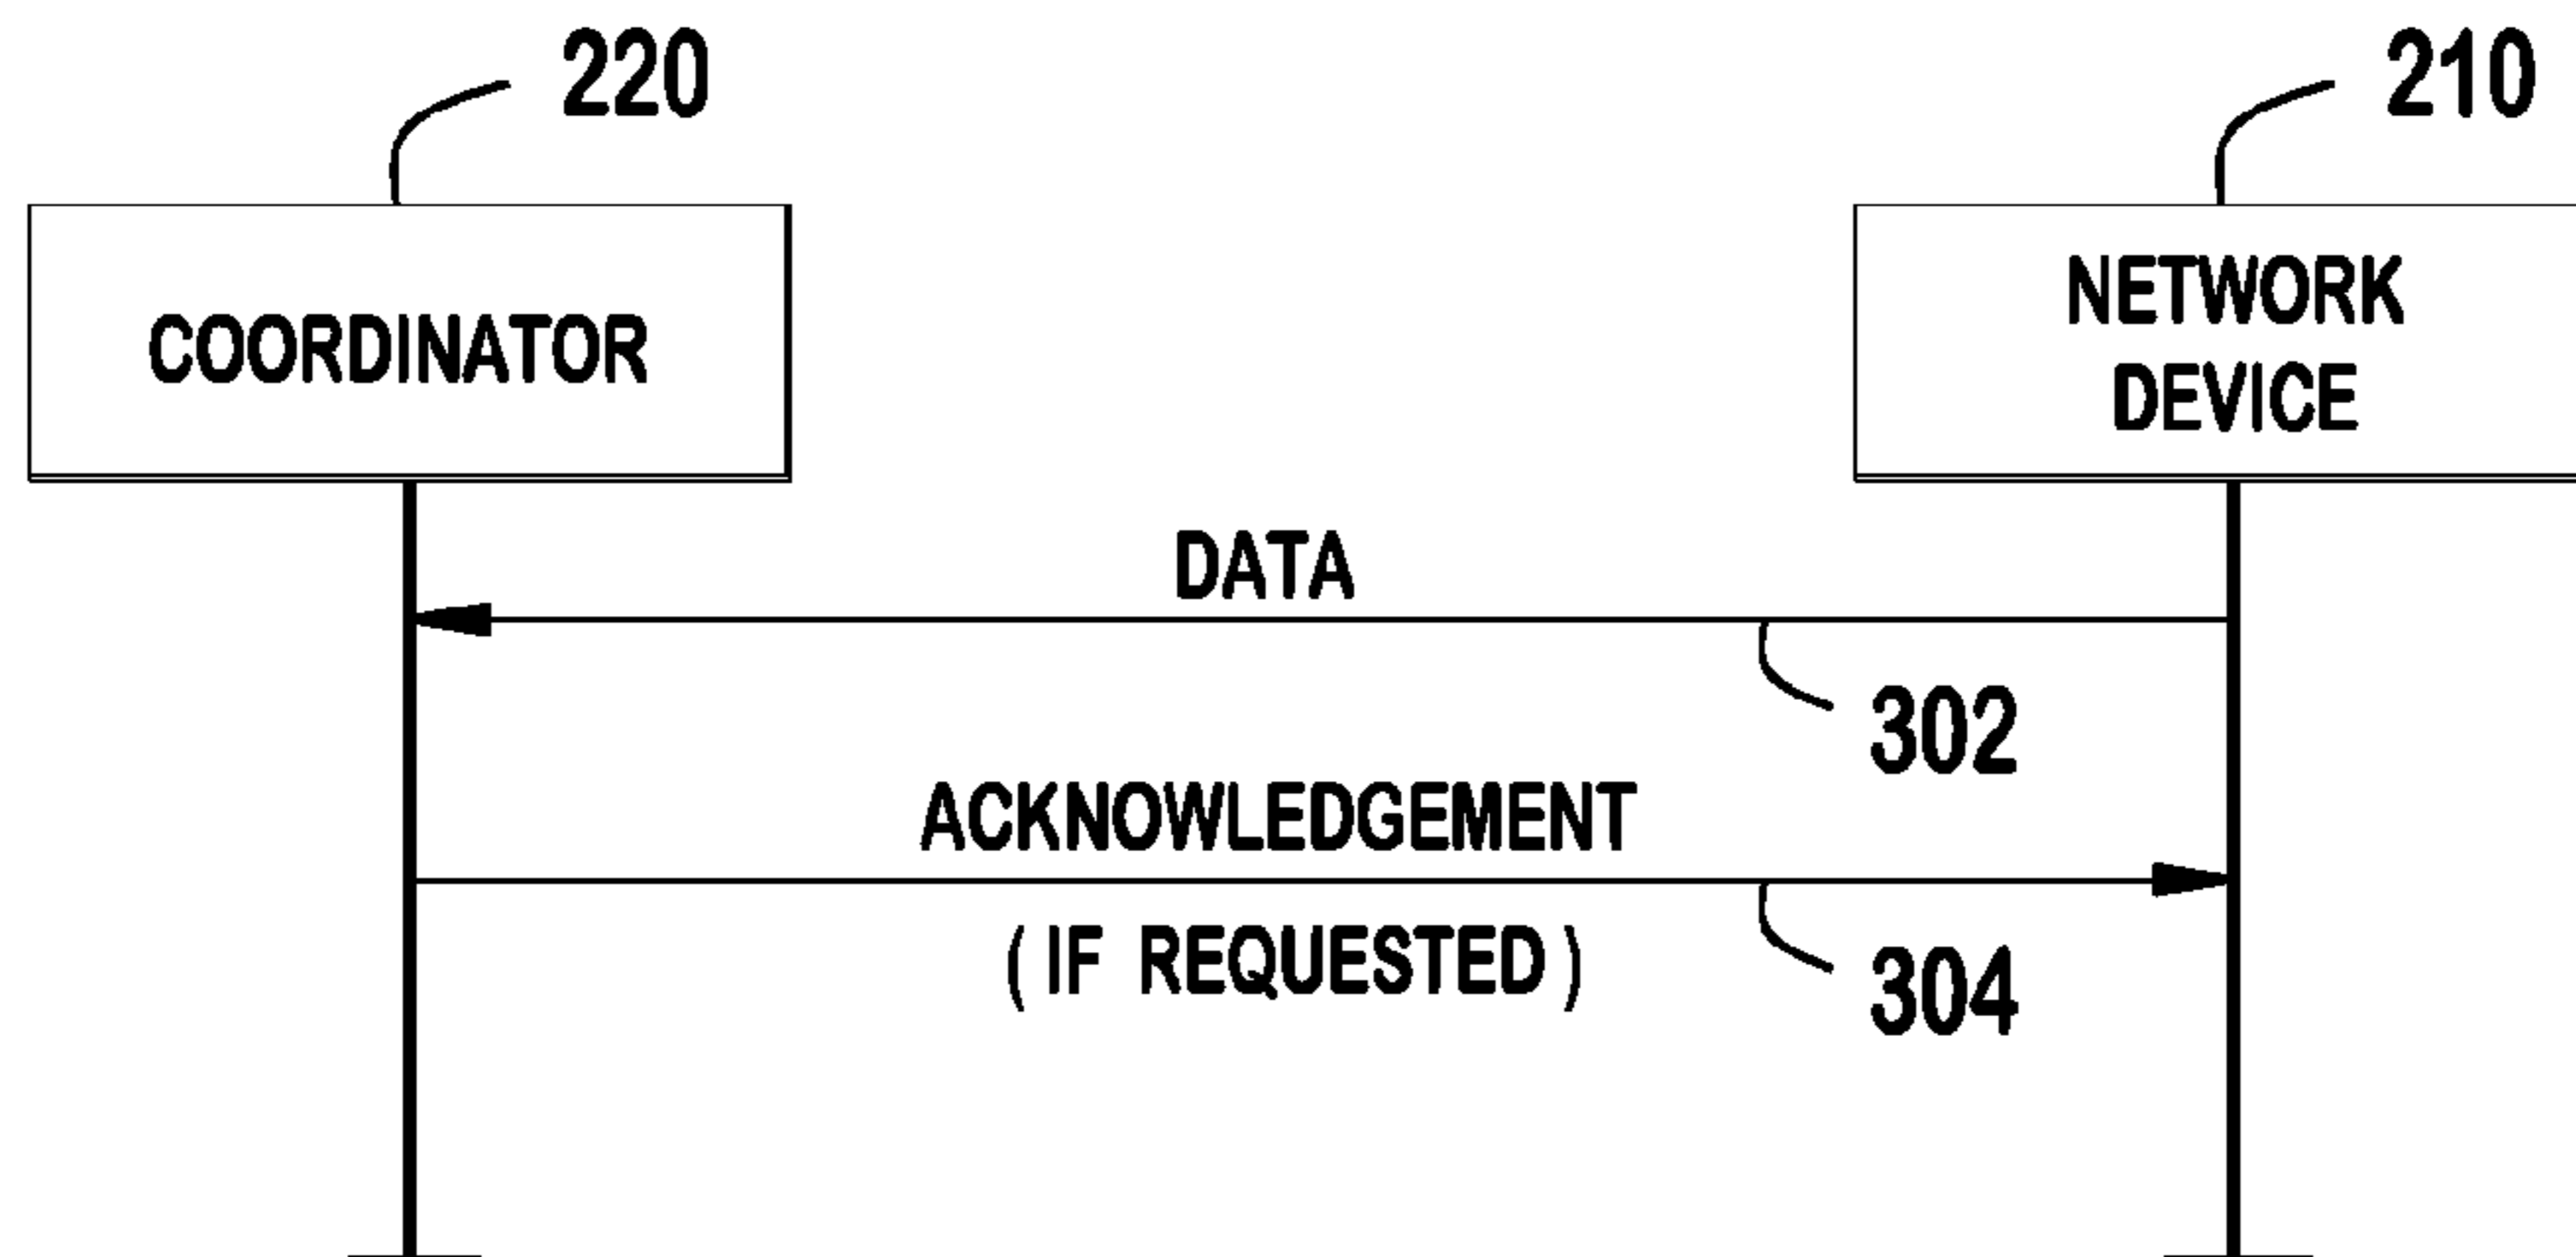 220
210
COORDINATOR
NETWORK
DEVICE
DATA
302
ACKNOWLEDGEMENT
( IF REQUESTED )
304